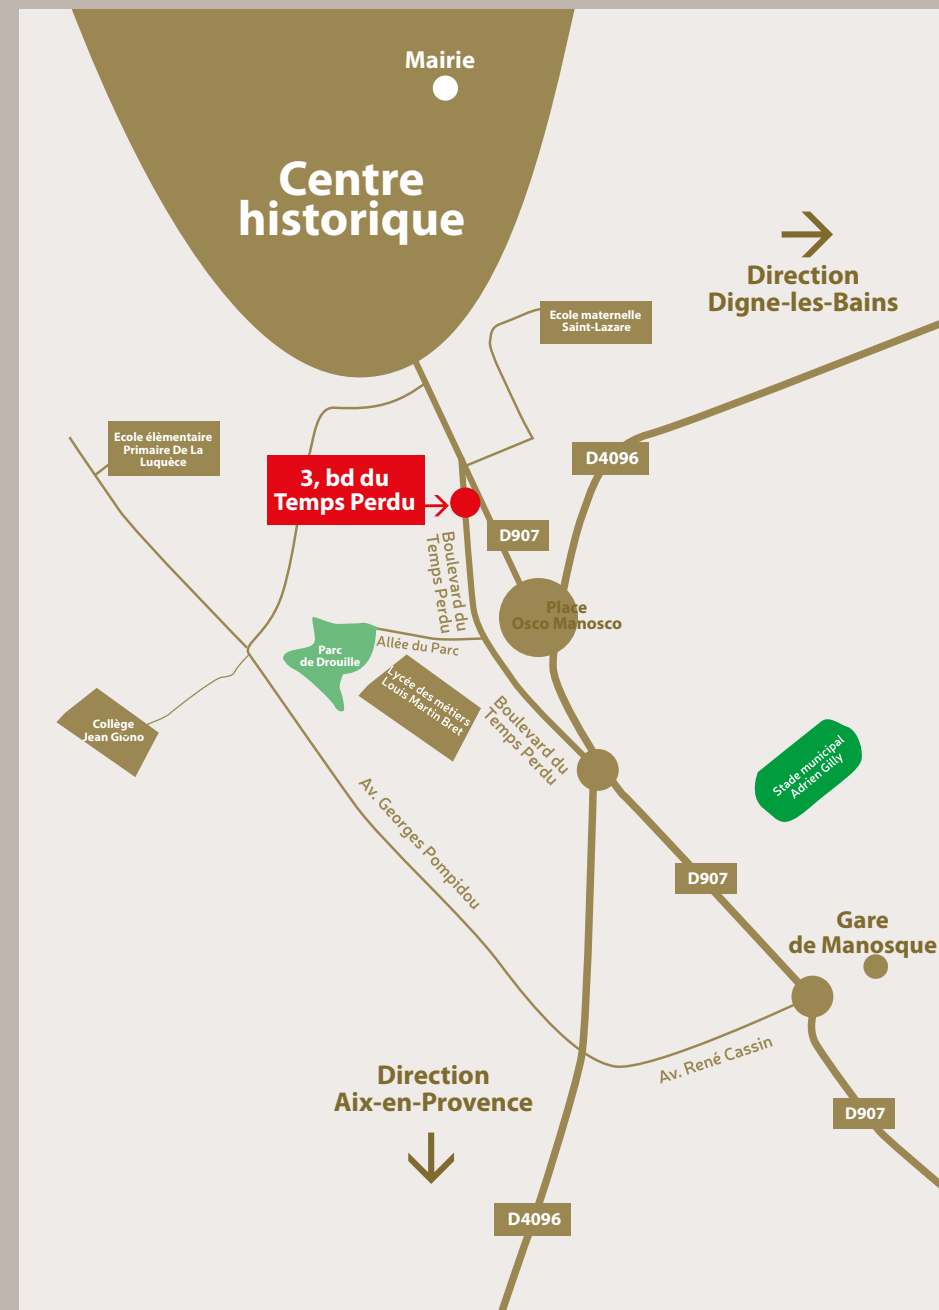 Mairie
Centre
historique
Direction
Digne-les-Bains
Ecole maternelle
Saint-Lazare
Ecole élèmentaire
Primaire De La
Luquèce
D4096
3, bd du
Temps Perdu
D907
Boulevard du
Temps Perdu
Place
Osco Manosco
Allée du Parc
Parc
de Drouille
Lycée des métiers
Louis Martin Bret
Collège
Jean Giono
Boulevard du
Temps Perdu
Stade municipal
Adrien Gilly
Av. Georges Pompidou
D907
Gare
de Manosque
Av. René Cassin
Direction
Aix-en-Provence
D907
D4096